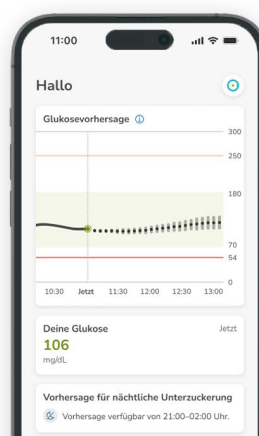 11:00
Hallo
Glukosevorhersage
300
250
180
70
54
0
10:30 Jetzt 11:30 12:00 12:30 13:00
Deine Glukose Jetzt
106
mg/dL
Vorhersage für nächtliche Unterzuckerung
Vorhersage verfügbar von 21:00–02:00 Uhr.